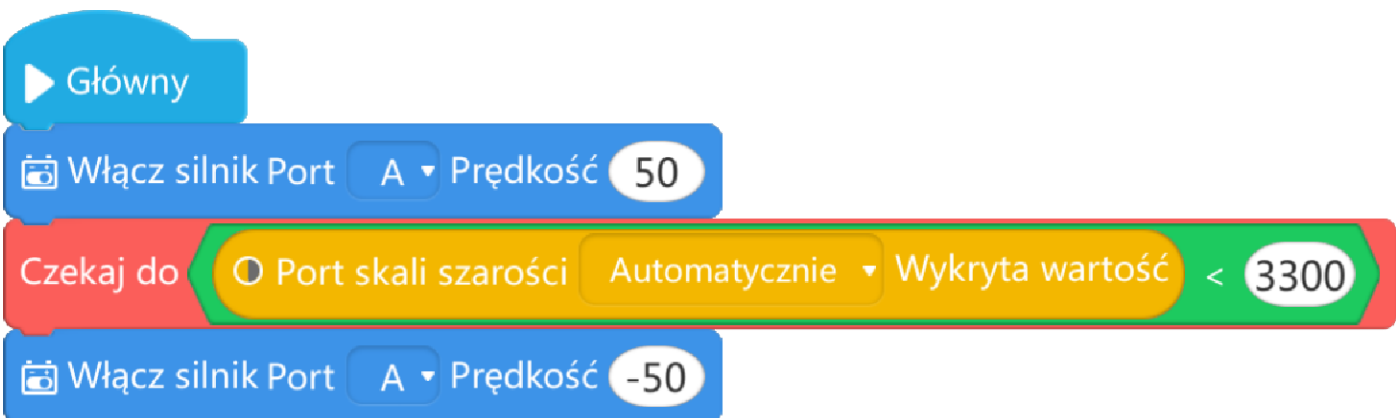 Główny
Włącz silnik Port A Prędkość 50
Czekaj do Port skali szarości Automatycznie Wykryta wartość < 3300
Włącz silnik Port A Prędkość -50